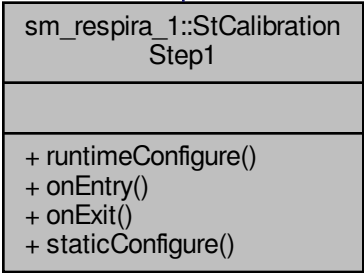 sm_respira_1::StCalibration
Step1
+ runtimeConfigure()
+ onEntry()
+ onExit()
+ staticConfigure()